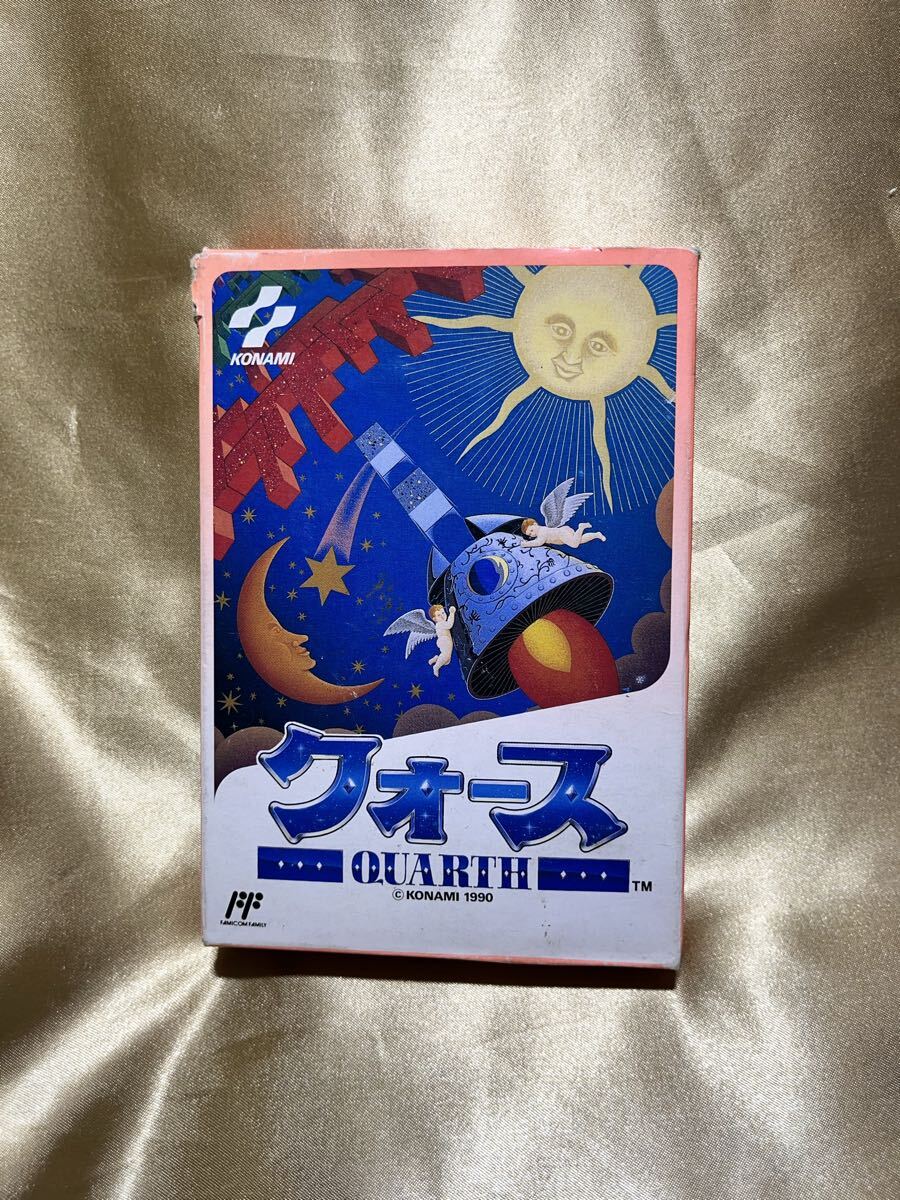 KONAMI
クォース
QUARTH
TM
© KONAMI 1990
FAMICOM FAMILY